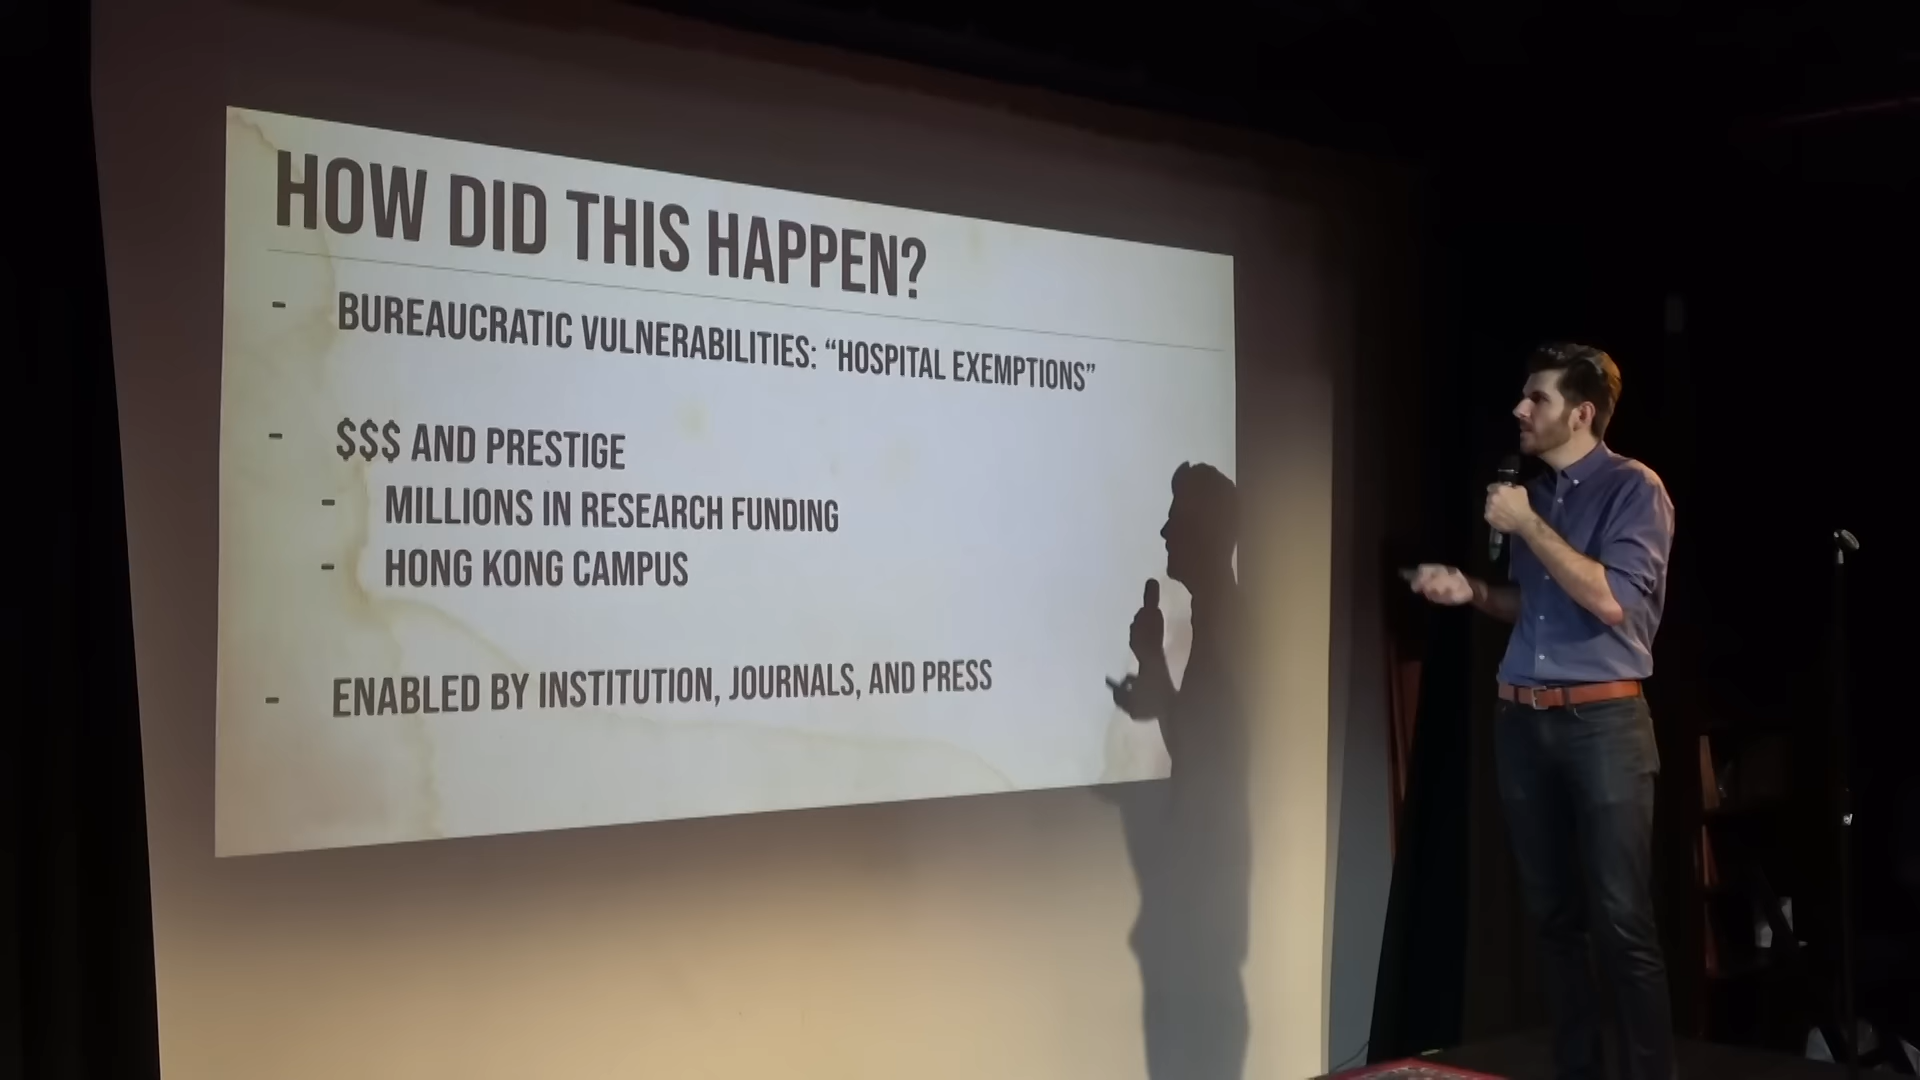 HOW DID THIS HAPPEN?
- BUREAUCRATIC VULNERABILITIES: “HOSPITAL EXEMPTIONS”
- $$$ AND PRESTIGE
- MILLIONS IN RESEARCH FUNDING
- HONG KONG CAMPUS
- ENABLED BY INSTITUTION, JOURNALS, AND PRESS